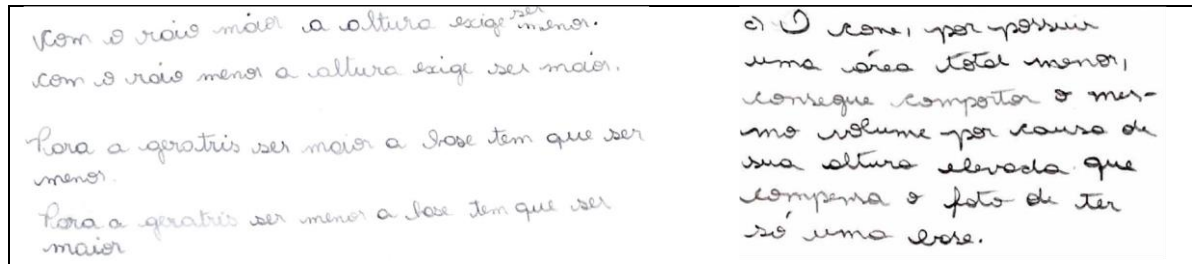 com o raio maior a altura exige ser menor.
com o raio menor a altura exige ser maior.
Para a geratris ser maior a base tem que ser
menor.
Para a geratris ser menor a base tem que ser
maior
c) O cone, por possuir
uma área total menor,
consegue comportar o mes-
mo volume por causa de
sua altura elevada que
compensa o fato de ter
só uma base.